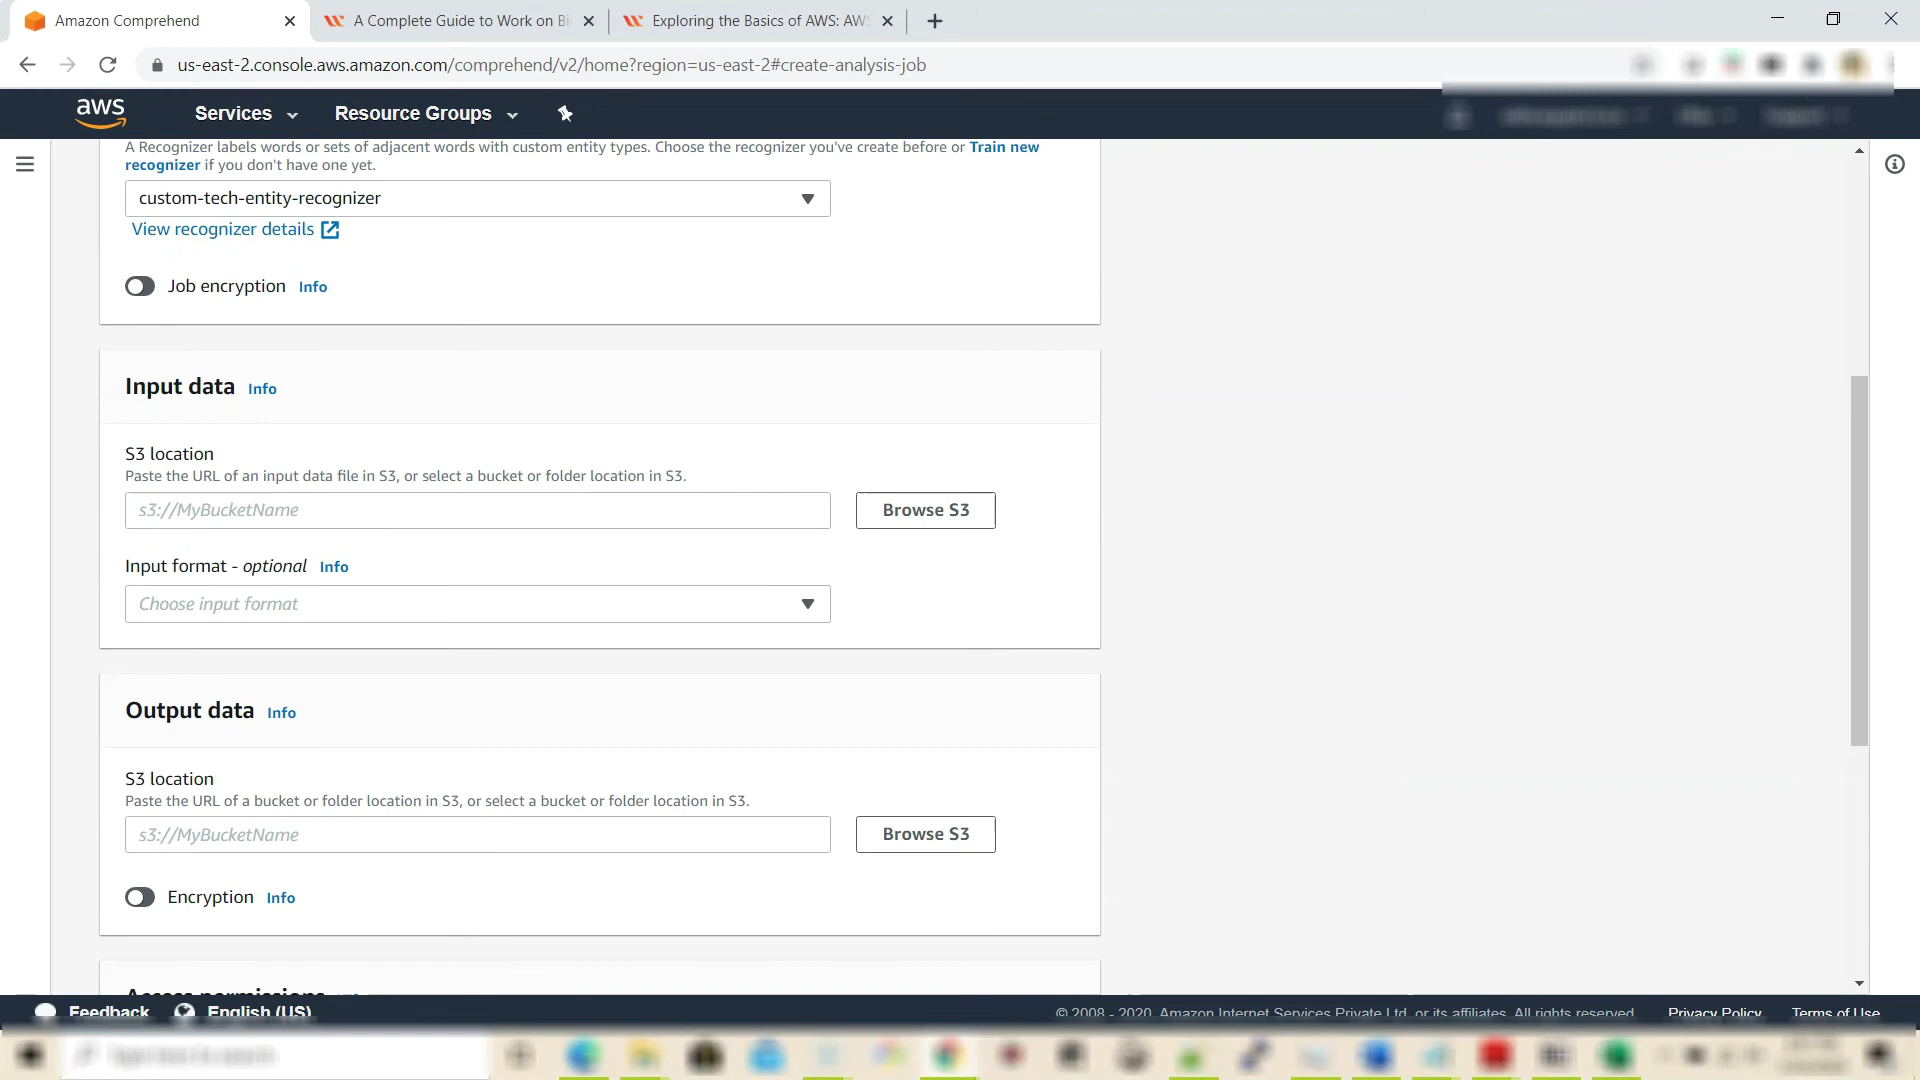 Amazon Comprehend
A Complete Guide to Work on Bi
Exploring the Basics of AWS: AWS
us-east-2.console.aws.amazon.com/comprehend/v2/home?region=us-east-2#create-analysis-job
aws
Services
Resource Groups
A Recognizer labels words or sets of adjacent words with custom entity types. Choose the recognizer you've create before or Train new
recognizer if you don't have one yet.
custom-tech-entity-recognizer
View recognizer details
Job encryption Info
Input data Info
S3 location
Paste the URL of an input data file in S3, or select a bucket or folder location in S3.
s3://MyBucketName
Browse S3
Input format - optional Info
Choose input format
Output data Info
S3 location
Paste the URL of a bucket or folder location in S3, or select a bucket or folder location in S3.
s3://MyBucketName
Browse S3
Encryption Info
Access permissions
Feedback
English (US)
© 2008 - 2020, Amazon Internet Services Private Ltd. or its affiliates. All rights reserved.
Privacy Policy
Terms of Use
Type here to search